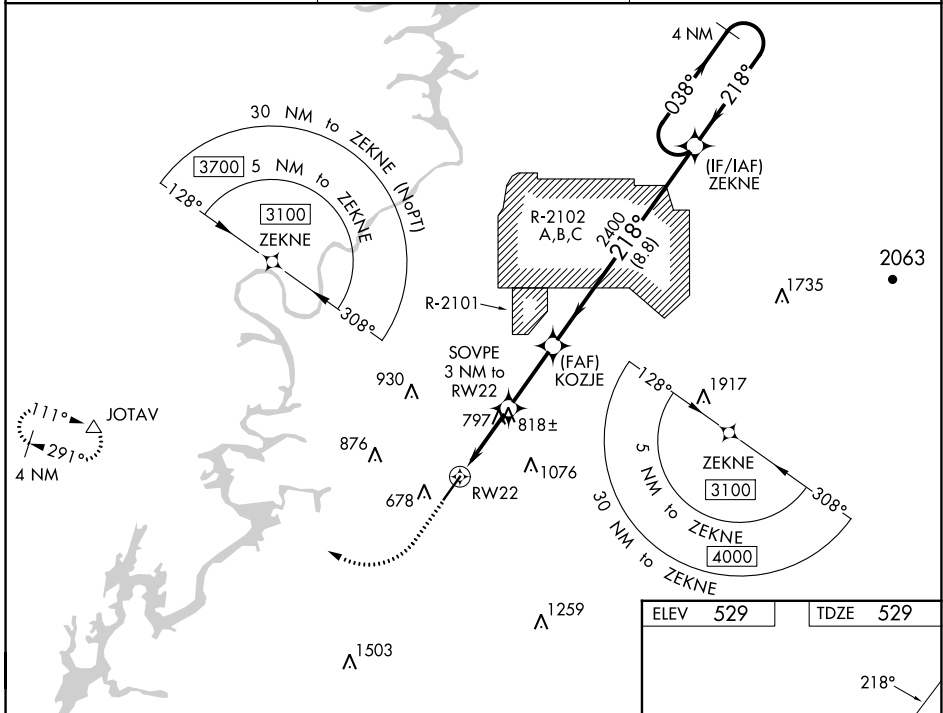 4 NM
038°
218°
(IF/IAF)
ZEKNE
30 NM to ZEKNE (NoPT)
3700
5 NM to ZEKNE
128°
3100
ZEKNE
308°
R-2102
A,B,C
2400
218°
(8.8)
2063
1735
R-2101
SOVPE
3 NM to
RW22
(FAF)
KOZJE
930
797
818±
128°
1917
111°
JOTAV
291°
4 NM
876
1076
678
RW22
ZEKNE
3100
308°
5 NM to ZEKNE
4000
30 NM to ZEKNE
1259
1503
ELEV 529
TDZE 529
218°